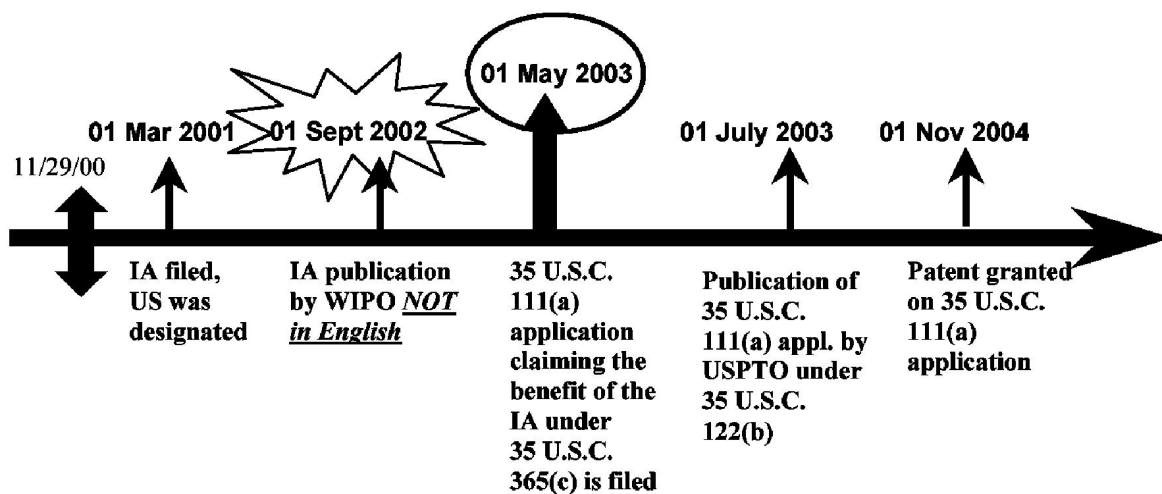 01 May 2003
01 Mar 2001
01 Sept 2002
01 July 2003
01 Nov 2004
11/29/00
IA filed,
US was
designated
IA publication
by WIPO NOT
in English
35 U.S.C.
111(a)
application
claiming the
benefit of the
IA under
35 U.S.C.
365(c) is filed
Publication of
35 U.S.C.
111(a) appl. by
USPTO under
35 U.S.C.
122(b)
Patent granted
on 35 U.S.C.
111(a)
application